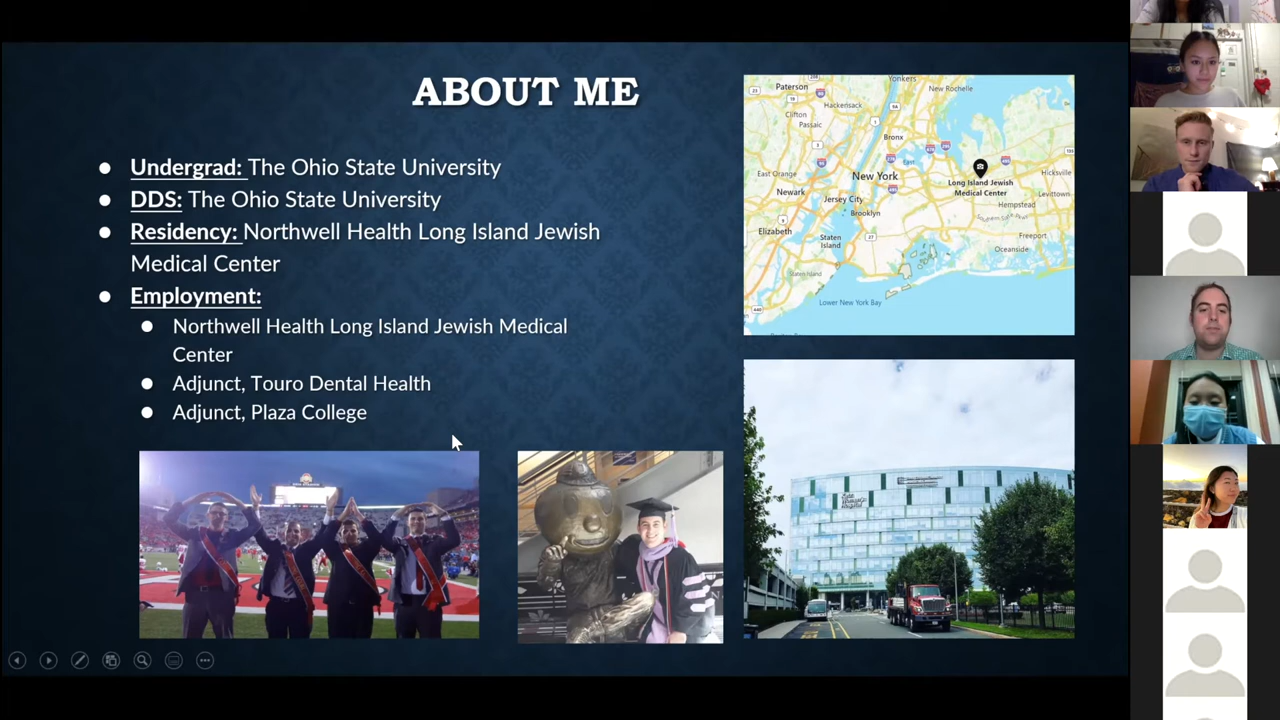 ABOUT ME
Undergrad: The Ohio State University
DDS: The Ohio State University
Residency: Northwell Health Long Island Jewish
Medical Center
Employment:
Northwell Health Long Island Jewish Medical
Center
Adjunct, Touro Dental Health
Adjunct, Plaza College
Yonkers
Paterson
New Rochelle
Hackensack
Clifton
Passaic
Bronx
East Orange
East
New York
Long Island Jewish
Medical Center
Hicksville
Newark
Levittown
Jersey City
Hempstead
Brooklyn
Elizabeth
Staten
Island
Freeport
Oceanside
Staten Island
Lower New York Bay